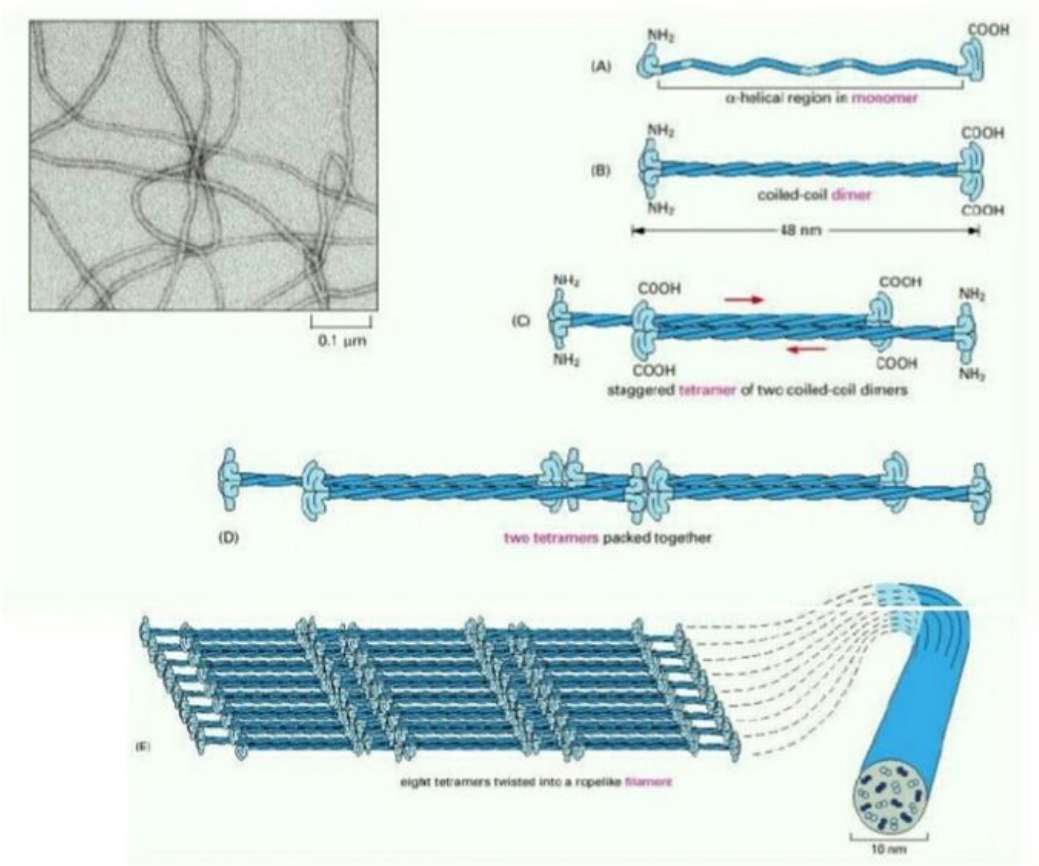 0.1 µm
NH₂
COOH
(A)
α-helical region in monomer
NH₂
COOH
(B)
coiled-coil dimer
NH₂
COOH
48 nm
NH₂
COOH
COOH
NH₂
(C)
NH₂
COOH
COOH
NH₂
staggered tetramer of two coiled-coil dimers
(D)
two tetramers packed together
(E)
eight tetramers twisted into a ropelike filament
10 nm